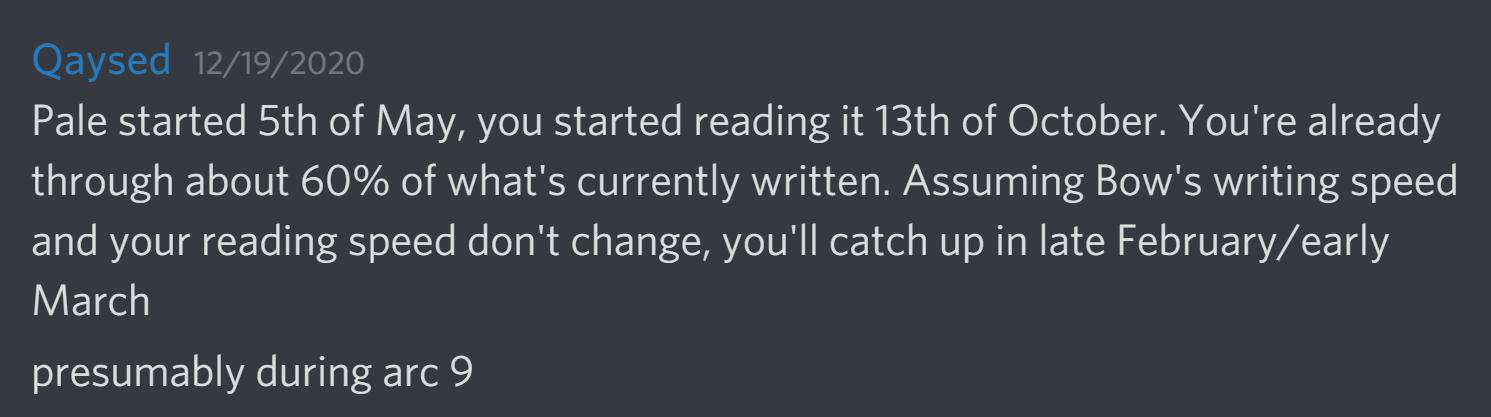 Qaysed 12/19/2020
Pale started 5th of May, you started reading it 13th of October. You're already
through about 60% of what's currently written. Assuming Bow's writing speed
and your reading speed don't change, you'll catch up in late February/early
March
presumably during arc 9